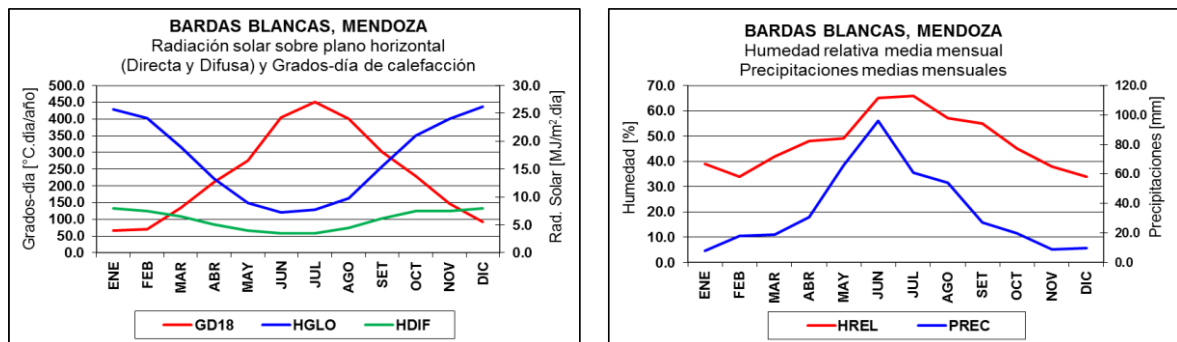 BARDAS BLANCAS, MENDOZA
Radiación solar sobre plano horizontal
(Directa y Difusa) y Grados-día de calefacción
Grados-día [°C.día/año]
500.0
450.0
400.0
350.0
300.0
250.0
200.0
150.0
100.0
50.0
0.0
30.0
25.0
20.0
15.0
10.0
5.0
0.0
Rad. Solar [MJ/m².día]
ENE FEB MAR ABR MAY JUN JUL AGO SET OCT NOV DIC
GD18 HGLO HDIF
BARDAS BLANCAS, MENDOZA
Humedad relativa media mensual
Precipitaciones medias mensuales
Humedad [%]
70.0
60.0
50.0
40.0
30.0
20.0
10.0
0.0
120.0
100.0
80.0
60.0
40.0
20.0
0.0
Precipitaciones [mm]
ENE FEB MAR ABR MAY JUN JUL AGO SET OCT NOV DIC
HREL PREC